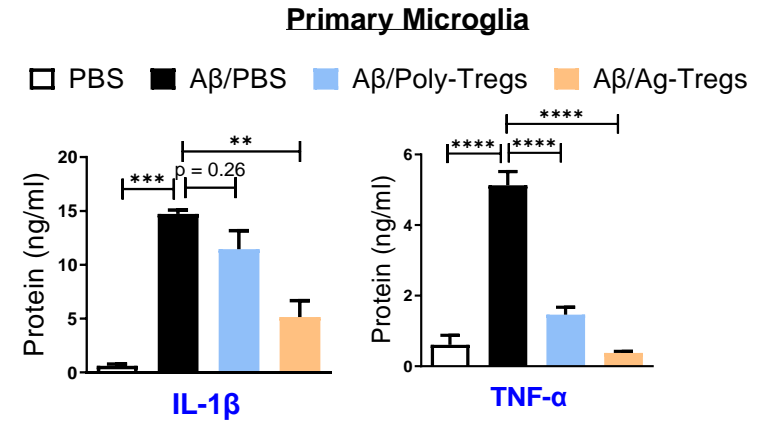 Primary Microglia
PBS Aβ/PBS Aβ/Poly-Tregs Aβ/Ag-Tregs
Protein (ng/ml)
20
15
10
5
0
***
**
p = 0.26
IL-1β
Protein (ng/ml)
6
4
2
0
****
****
****
TNF-α